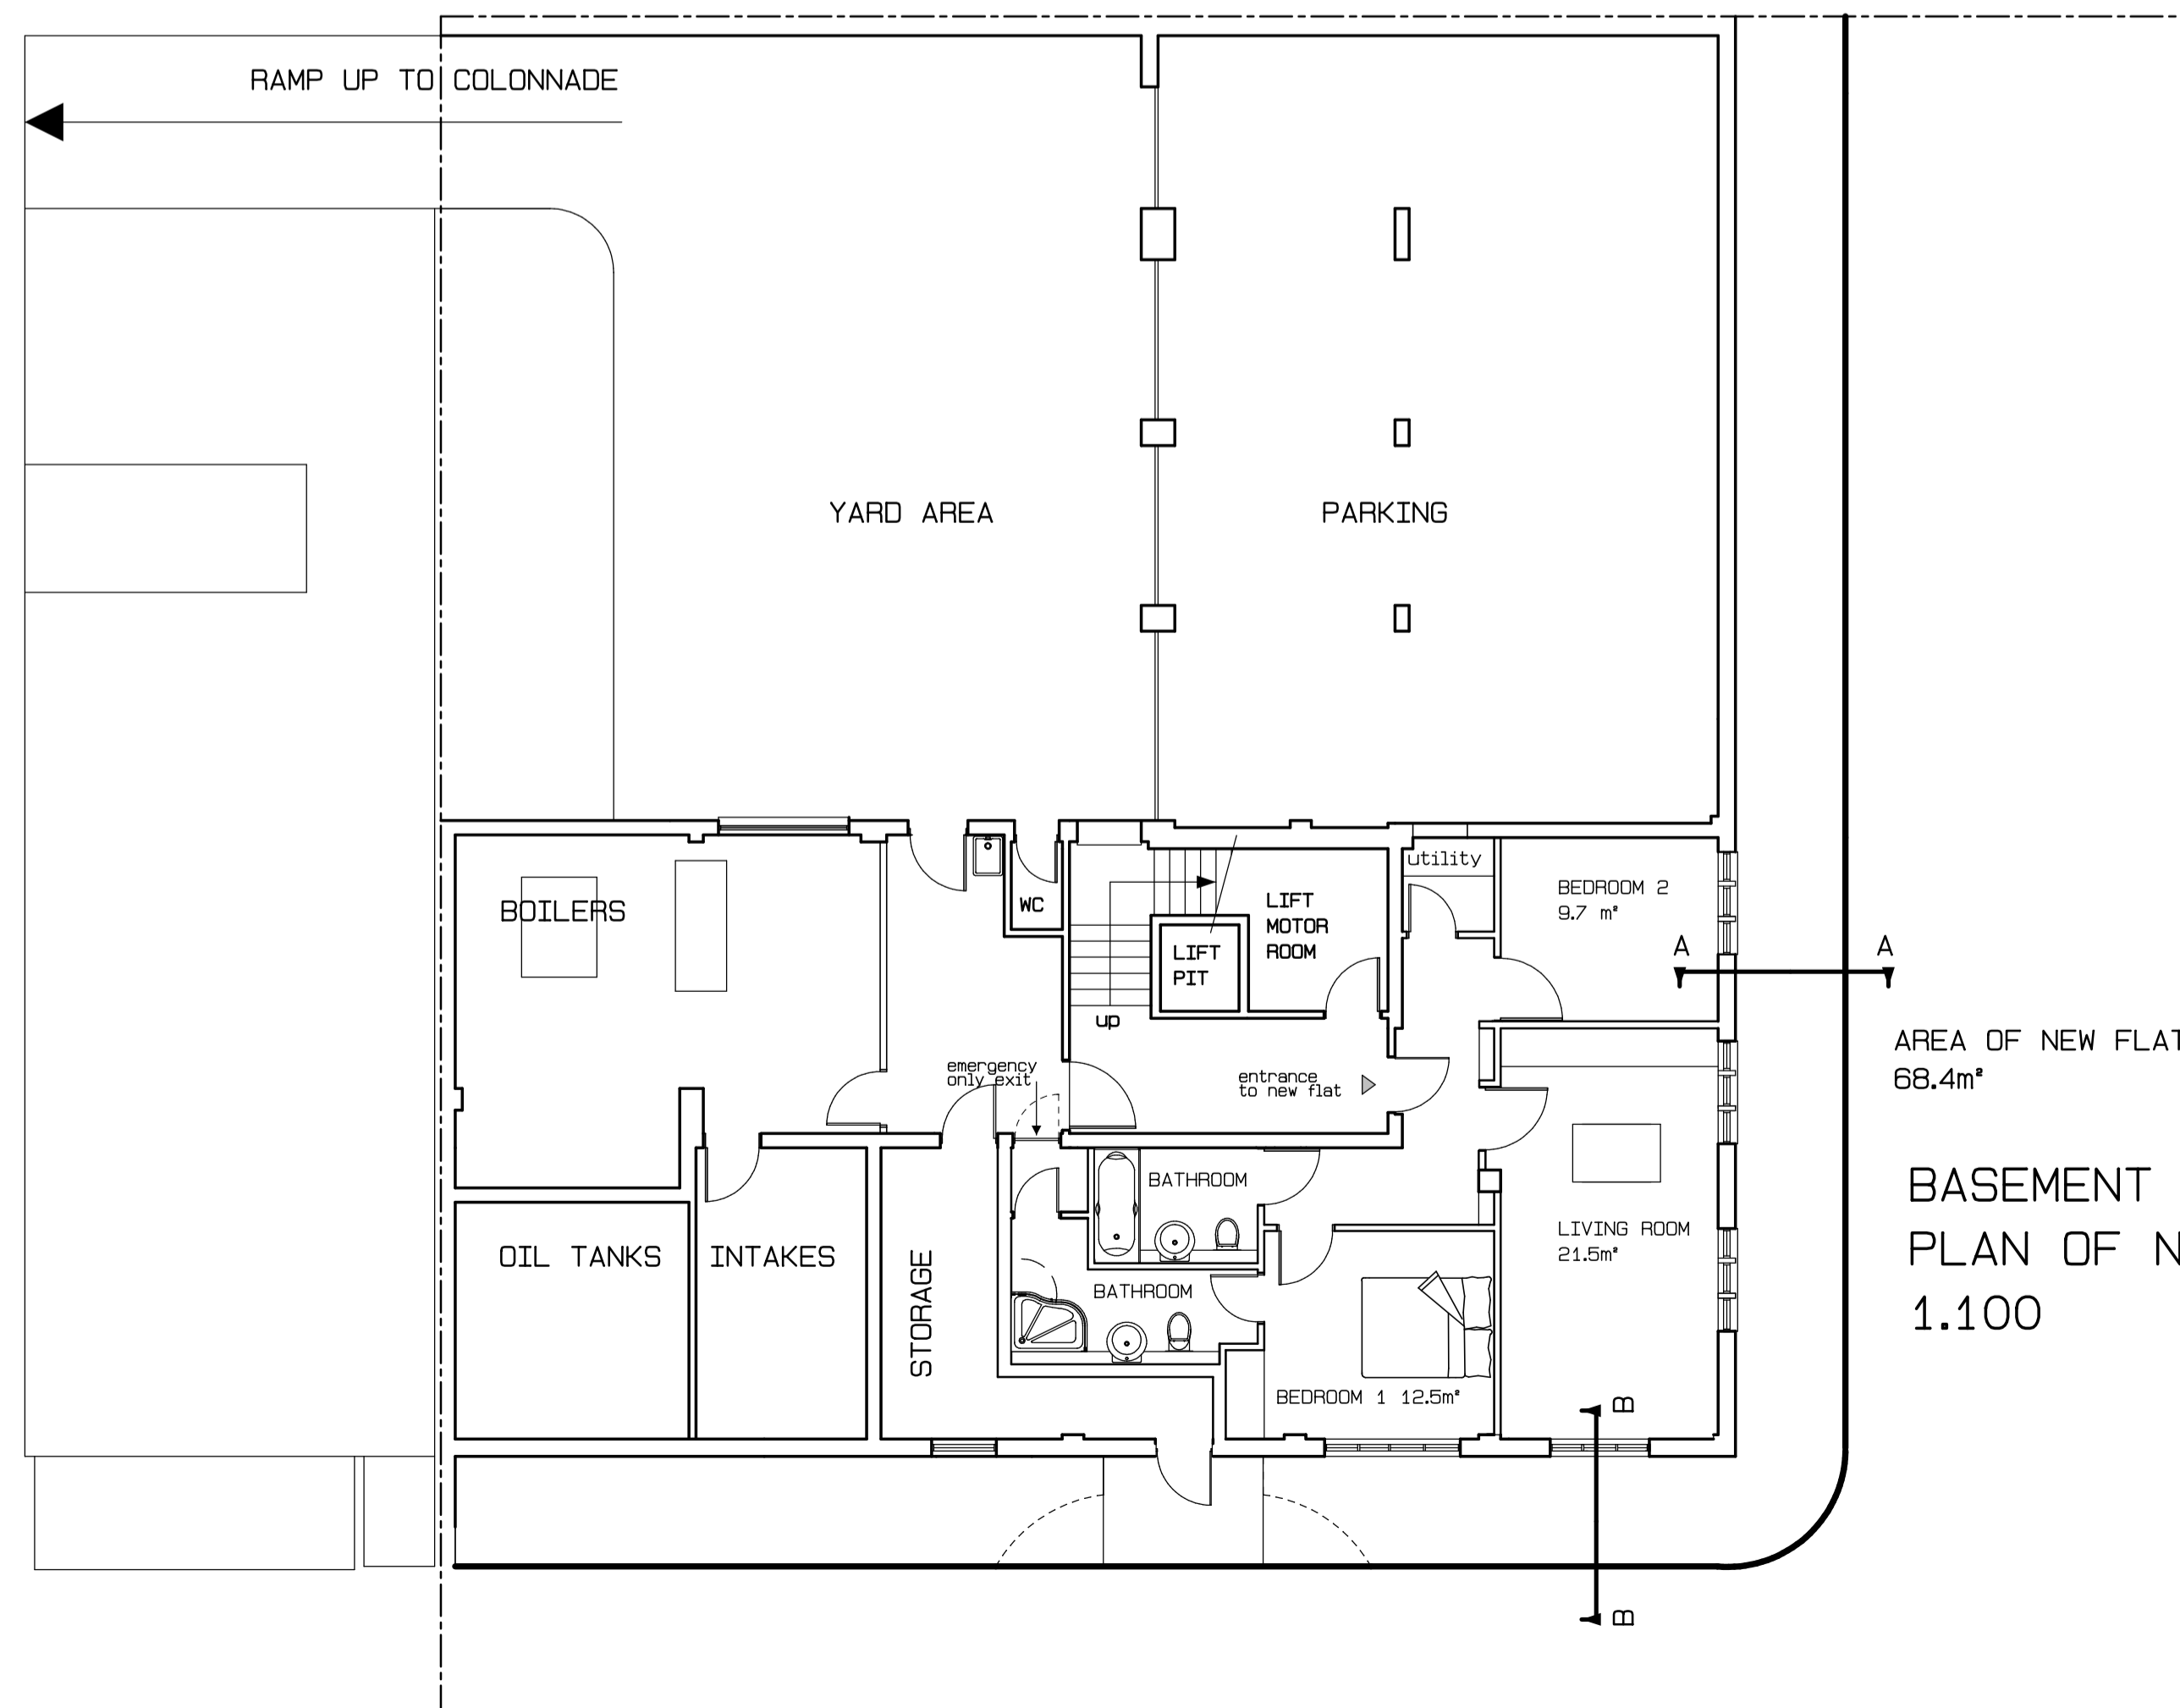 RAMP UP TO COLONNADE
YARD AREA
PARKING
BOILERS
WC
LIFT
MOTOR
ROOM
LIFT
PIT
up
utility
BEDROOM 2
9.7 m²
A
A
emergency
only exit
entrance
to new flat
AREA OF NEW FLAT
68.4m²
BATHROOM
BASEMENT
PLAN OF N
1.100
LIVING ROOM
21.5m²
OIL TANKS
INTAKES
STORAGE
BATHROOM
BEDROOM 1 12.5m²
B
B